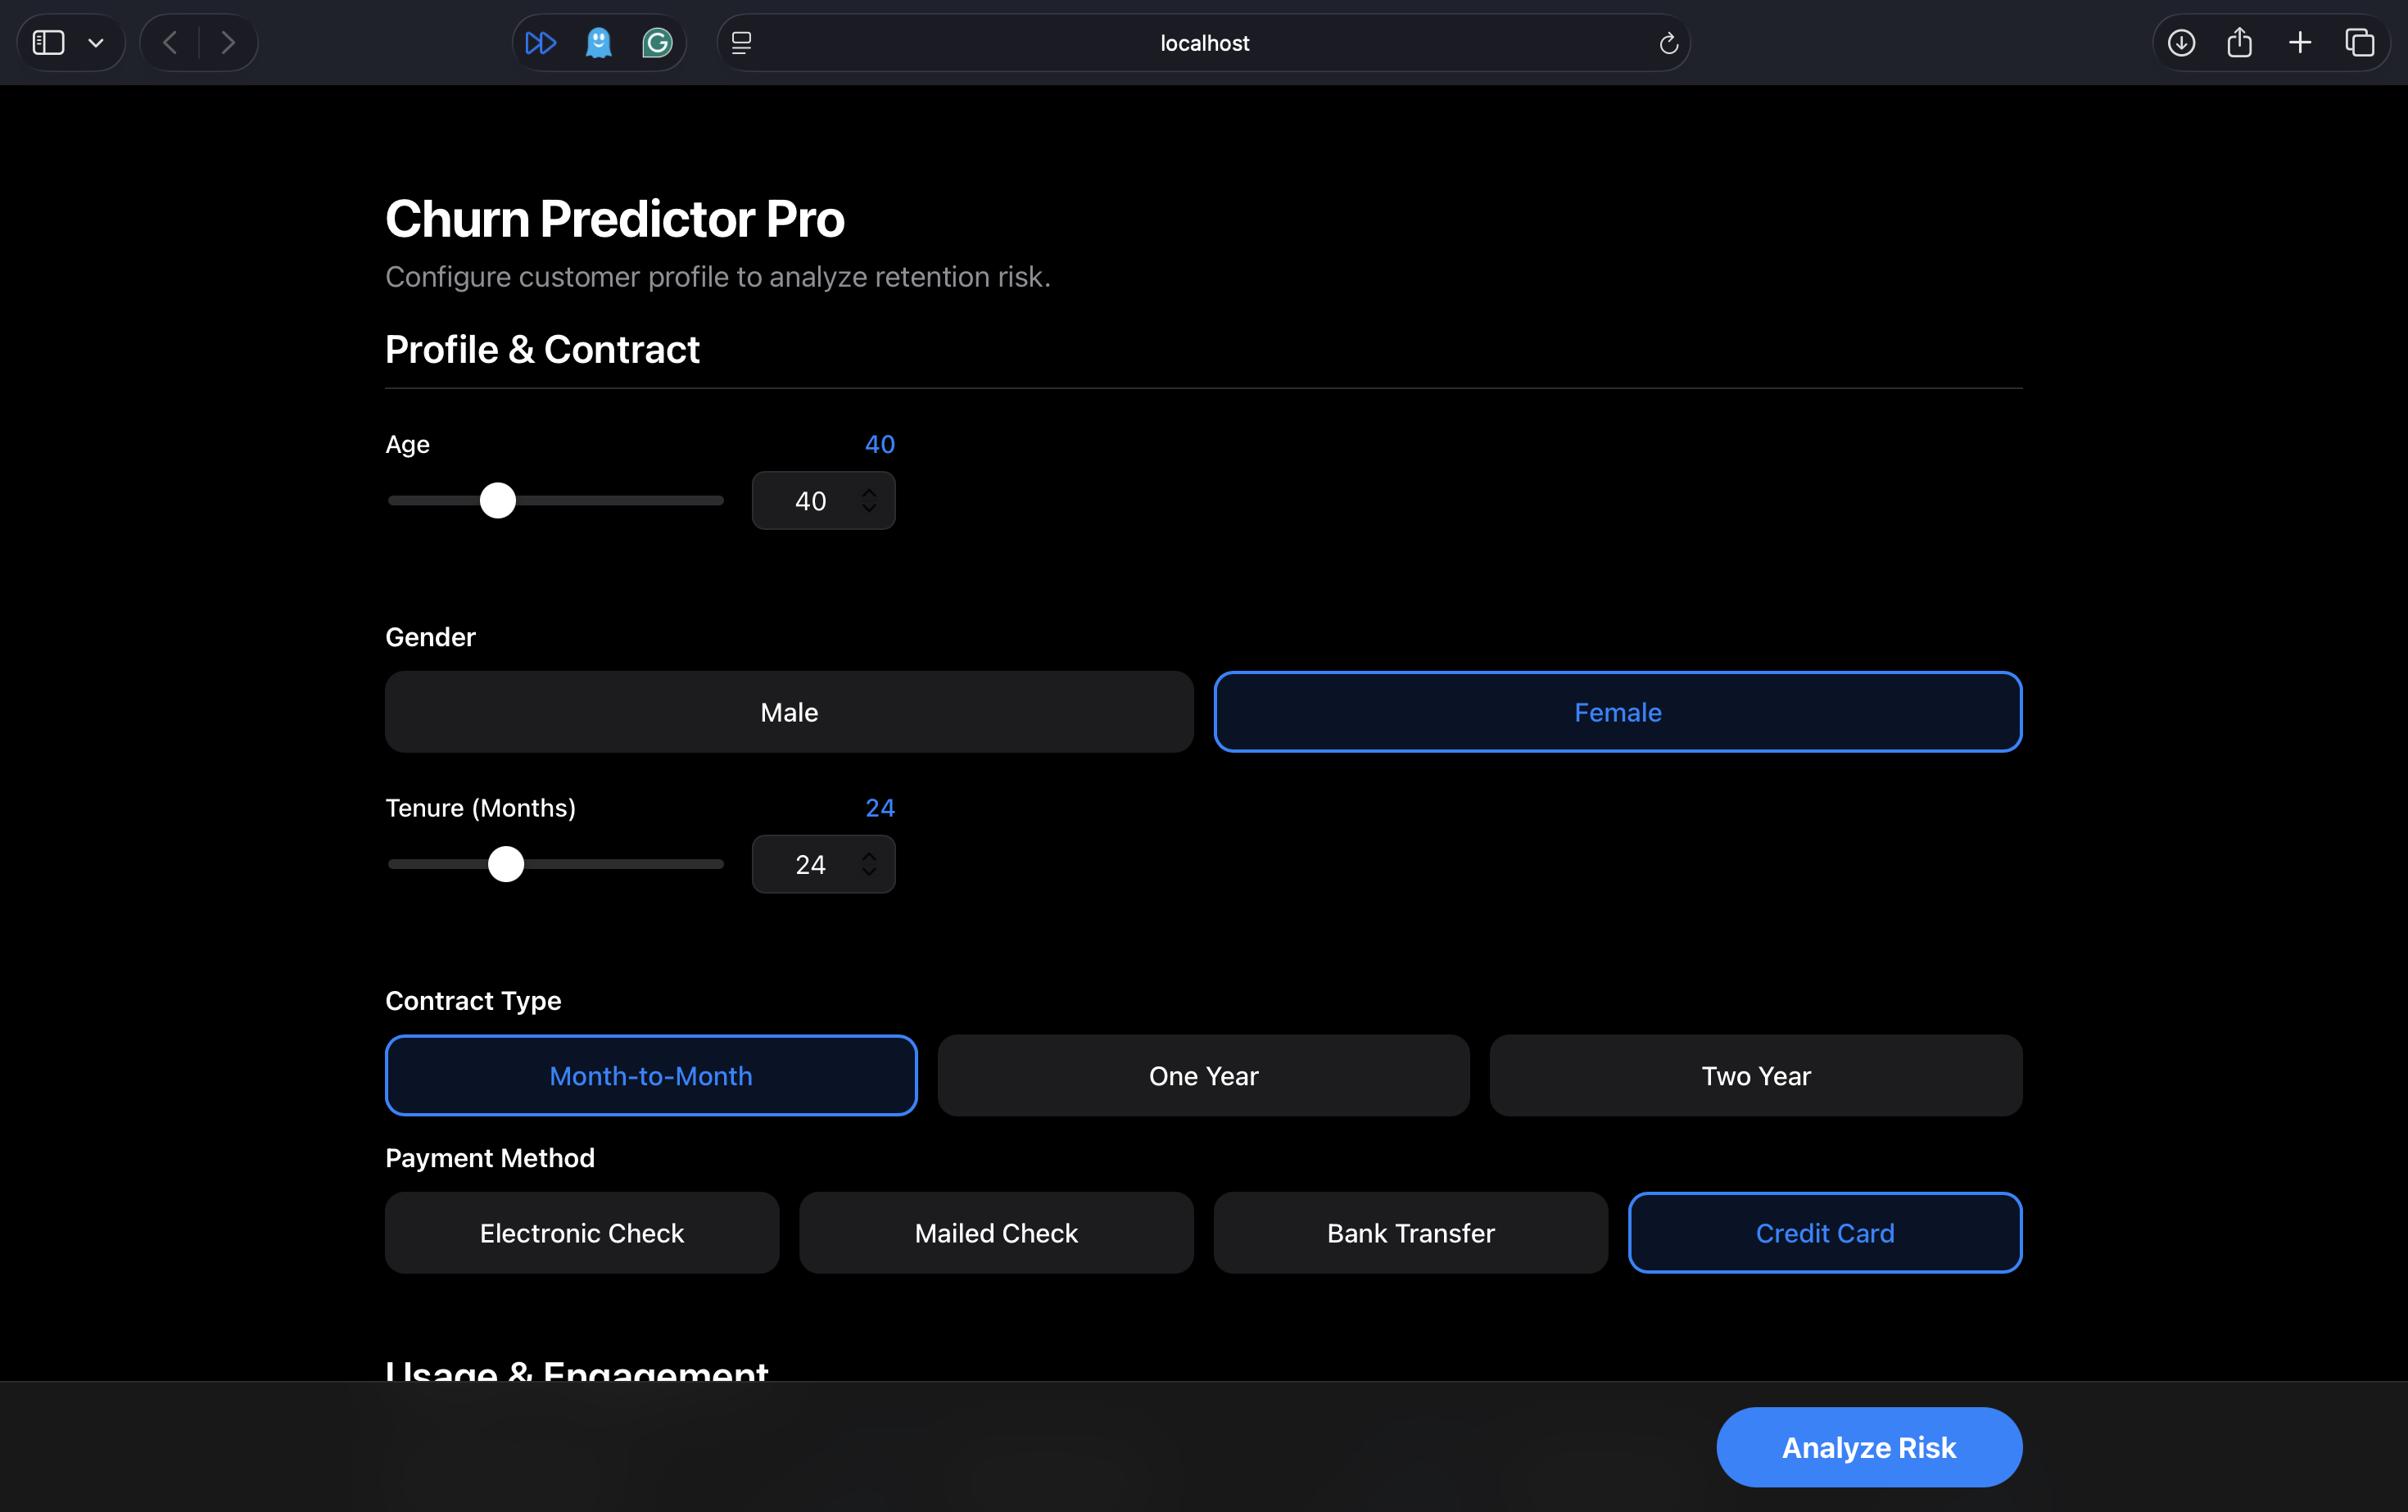 localhost
Churn Predictor Pro
Configure customer profile to analyze retention risk.
Profile & Contract
Age 40
40
Gender
Male Female
Tenure (Months) 24
24
Contract Type
Month-to-Month One Year Two Year
Payment Method
Electronic Check Mailed Check Bank Transfer Credit Card
Usage & Engagement
Analyze Risk